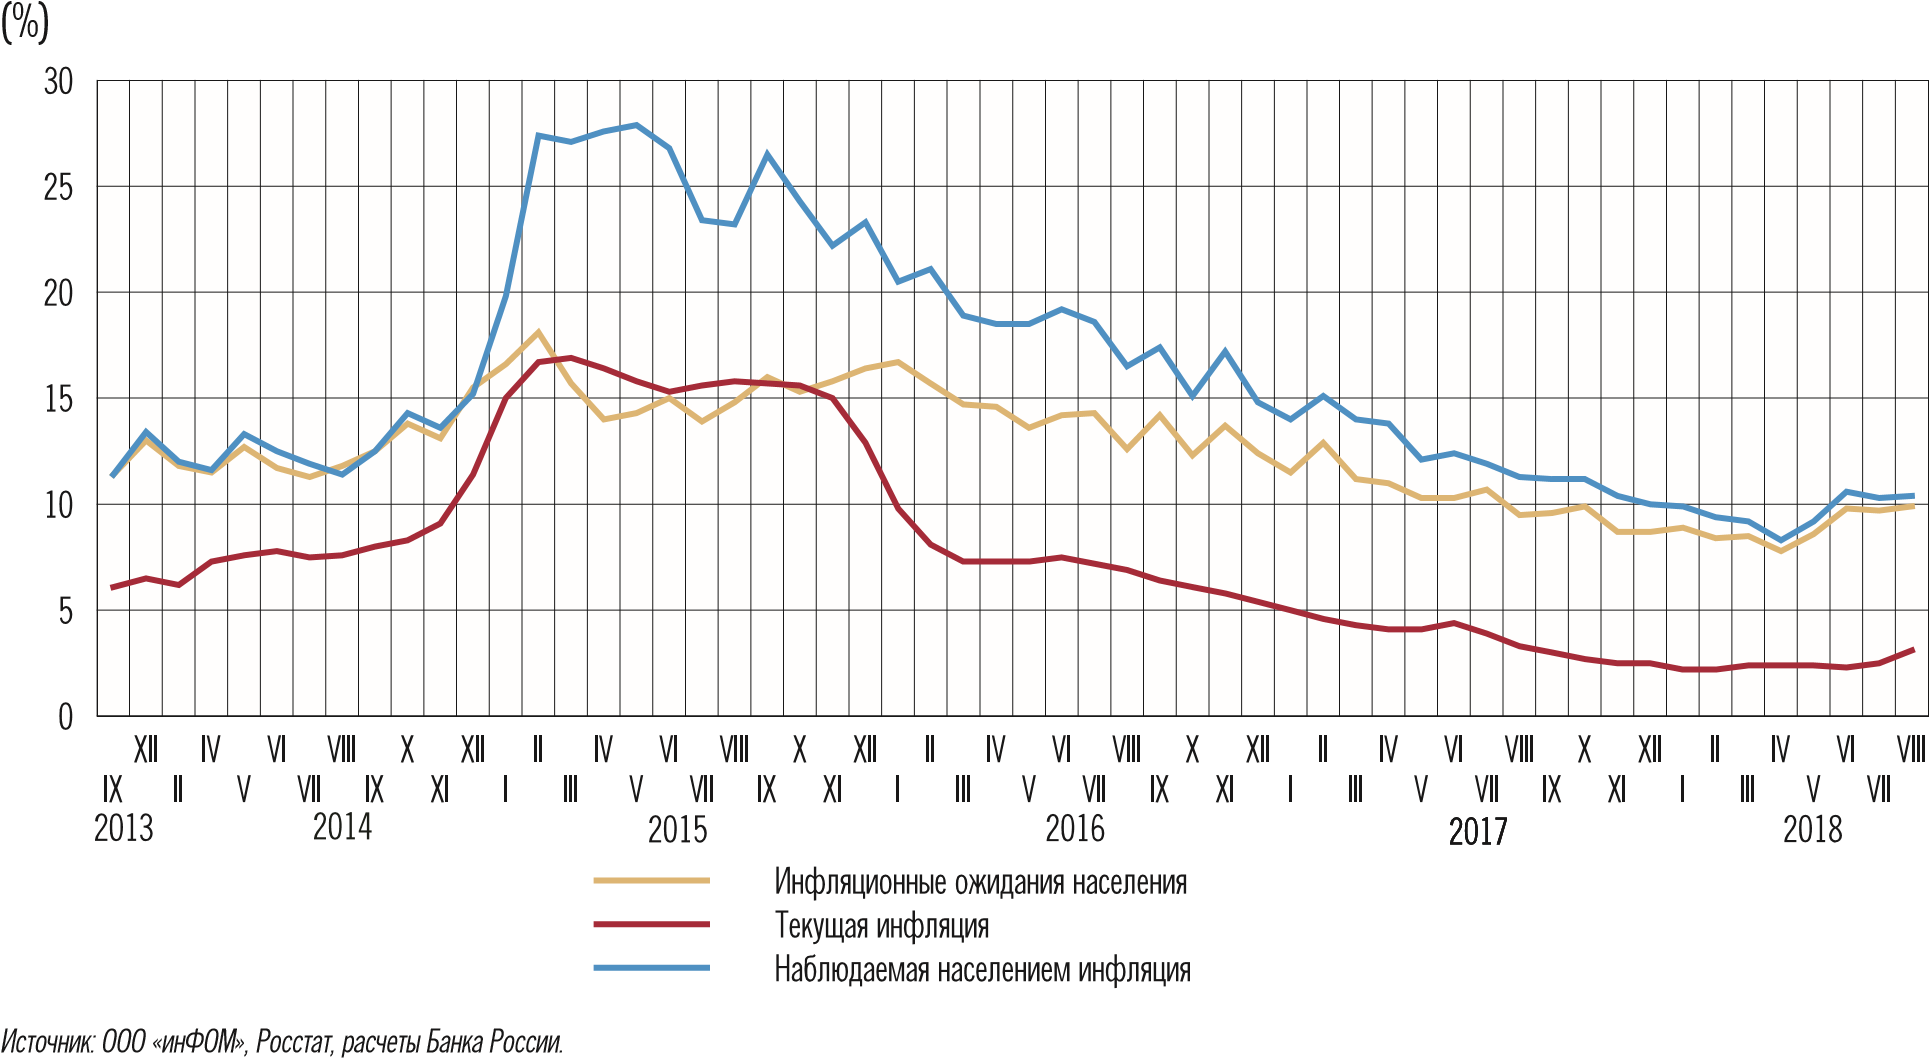 (%)
30
25
20
15
10
5
0
XII IV VI VIII X XII II IV VI VIII X XII II IV VI VIII X XII II IV VI VIII X XII II IV VI VIII
IX II V VII IX XI I III V VII IX XI I III V VII IX XI I III V VII IX XI I III V VII
2013 2014 2015 2016 2017 2018
Инфляционные ожидания населения
Текущая инфляция
Наблюдаемая населением инфляция
Источник: ООО «инФОМ», Росстат, расчеты Банка России.